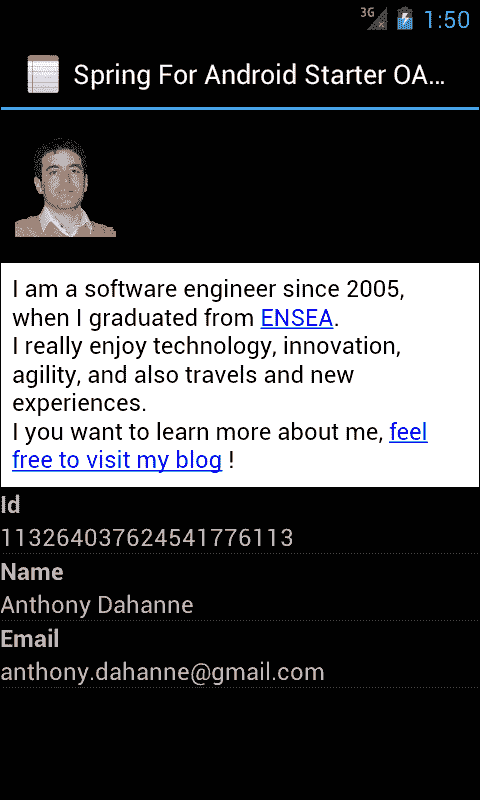 3G 1:50
Spring For Android Starter OA...
I am a software engineer since 2005,
when I graduated from ENSEA.
I really enjoy technology, innovation,
agility, and also travels and new
experiences.
I you want to learn more about me, feel
free to visit my blog !
Id
113264037624541776113
Name
Anthony Dahanne
Email
anthony.dahanne@gmail.com